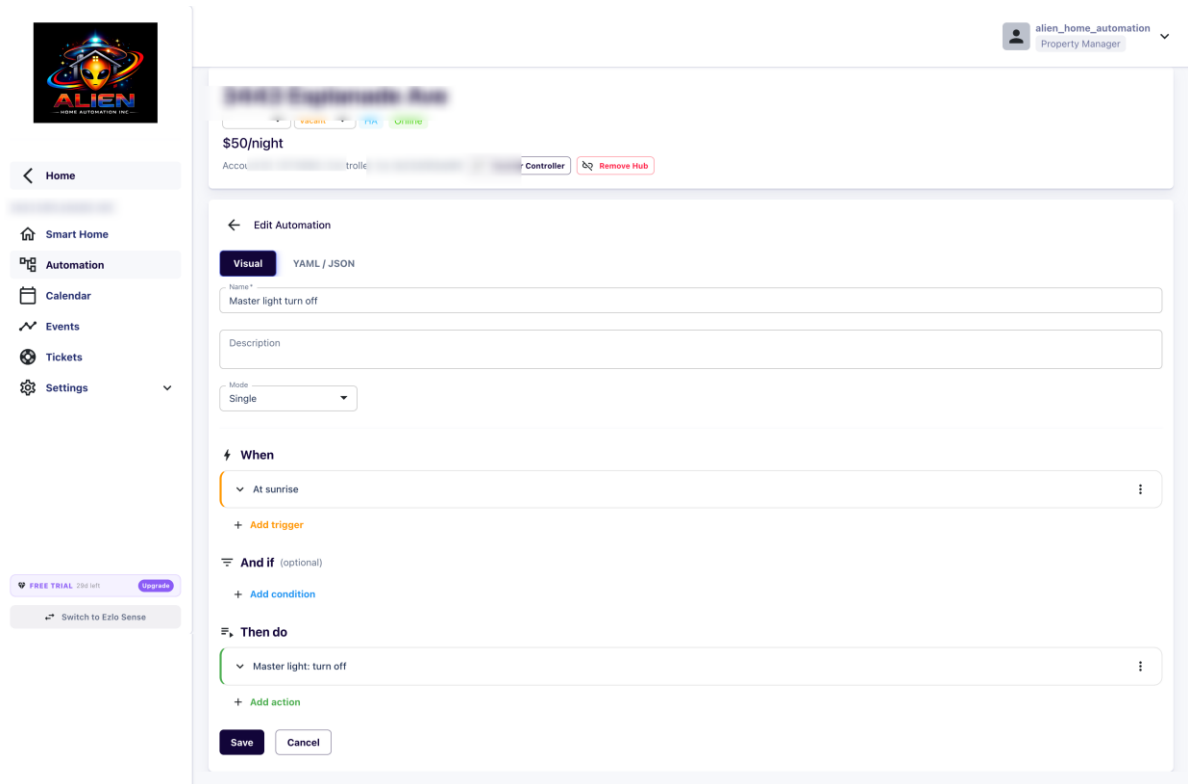 ALIEN
HOME AUTOMATION INC
alien_home_automation
Property Manager
Home
Smart Home
Automation
Calendar
Events
Tickets
Settings
FREE TRIAL 29d left
Upgrade
Switch to Ezlo Sense
Vacant
HA
Online
$50/night
Controller
Remove Hub
Edit Automation
Visual
YAML / JSON
Name *
Master light turn off
Description
Mode
Single
When
At sunrise
+ Add trigger
And if (optional)
+ Add condition
Then do
Master light: turn off
+ Add action
Save
Cancel